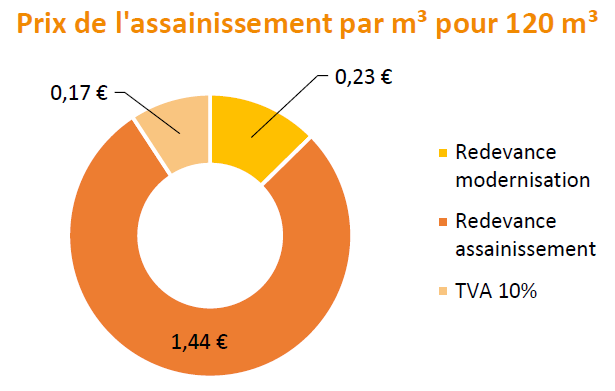 Prix de l'assainissement par m³ pour 120 m³
0,23 €
0,17 €
1,44 €
Redevance
modernisation
Redevance
assainissement
TVA 10%